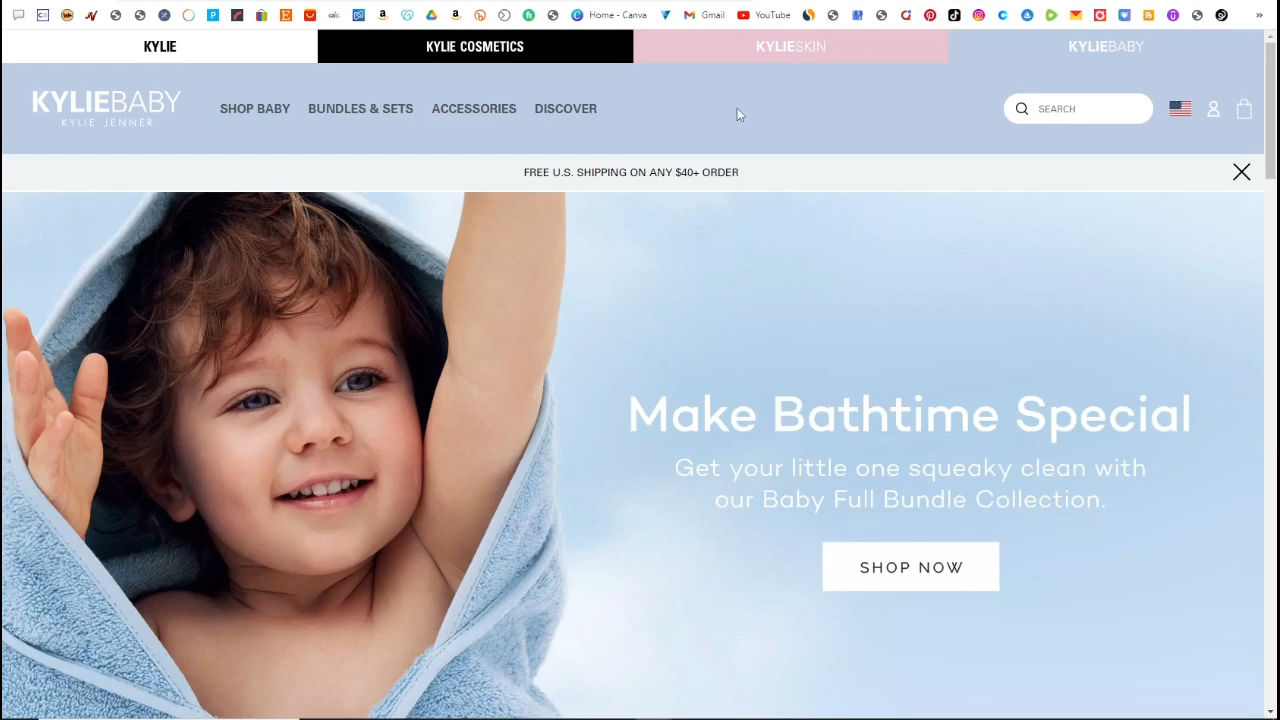 Home - Canva
Gmail
YouTube
»
KYLIE
KYLIE COSMETICS
KYLIESKIN
KYLIEBABY
KYLIEBABY
KYLIE JENNER
SHOP BABY
BUNDLES & SETS
ACCESSORIES
DISCOVER
SEARCH
FREE U.S. SHIPPING ON ANY $40+ ORDER
Make Bathtime Special
Get your little one squeaky clean with
our Baby Full Bundle Collection.
SHOP NOW